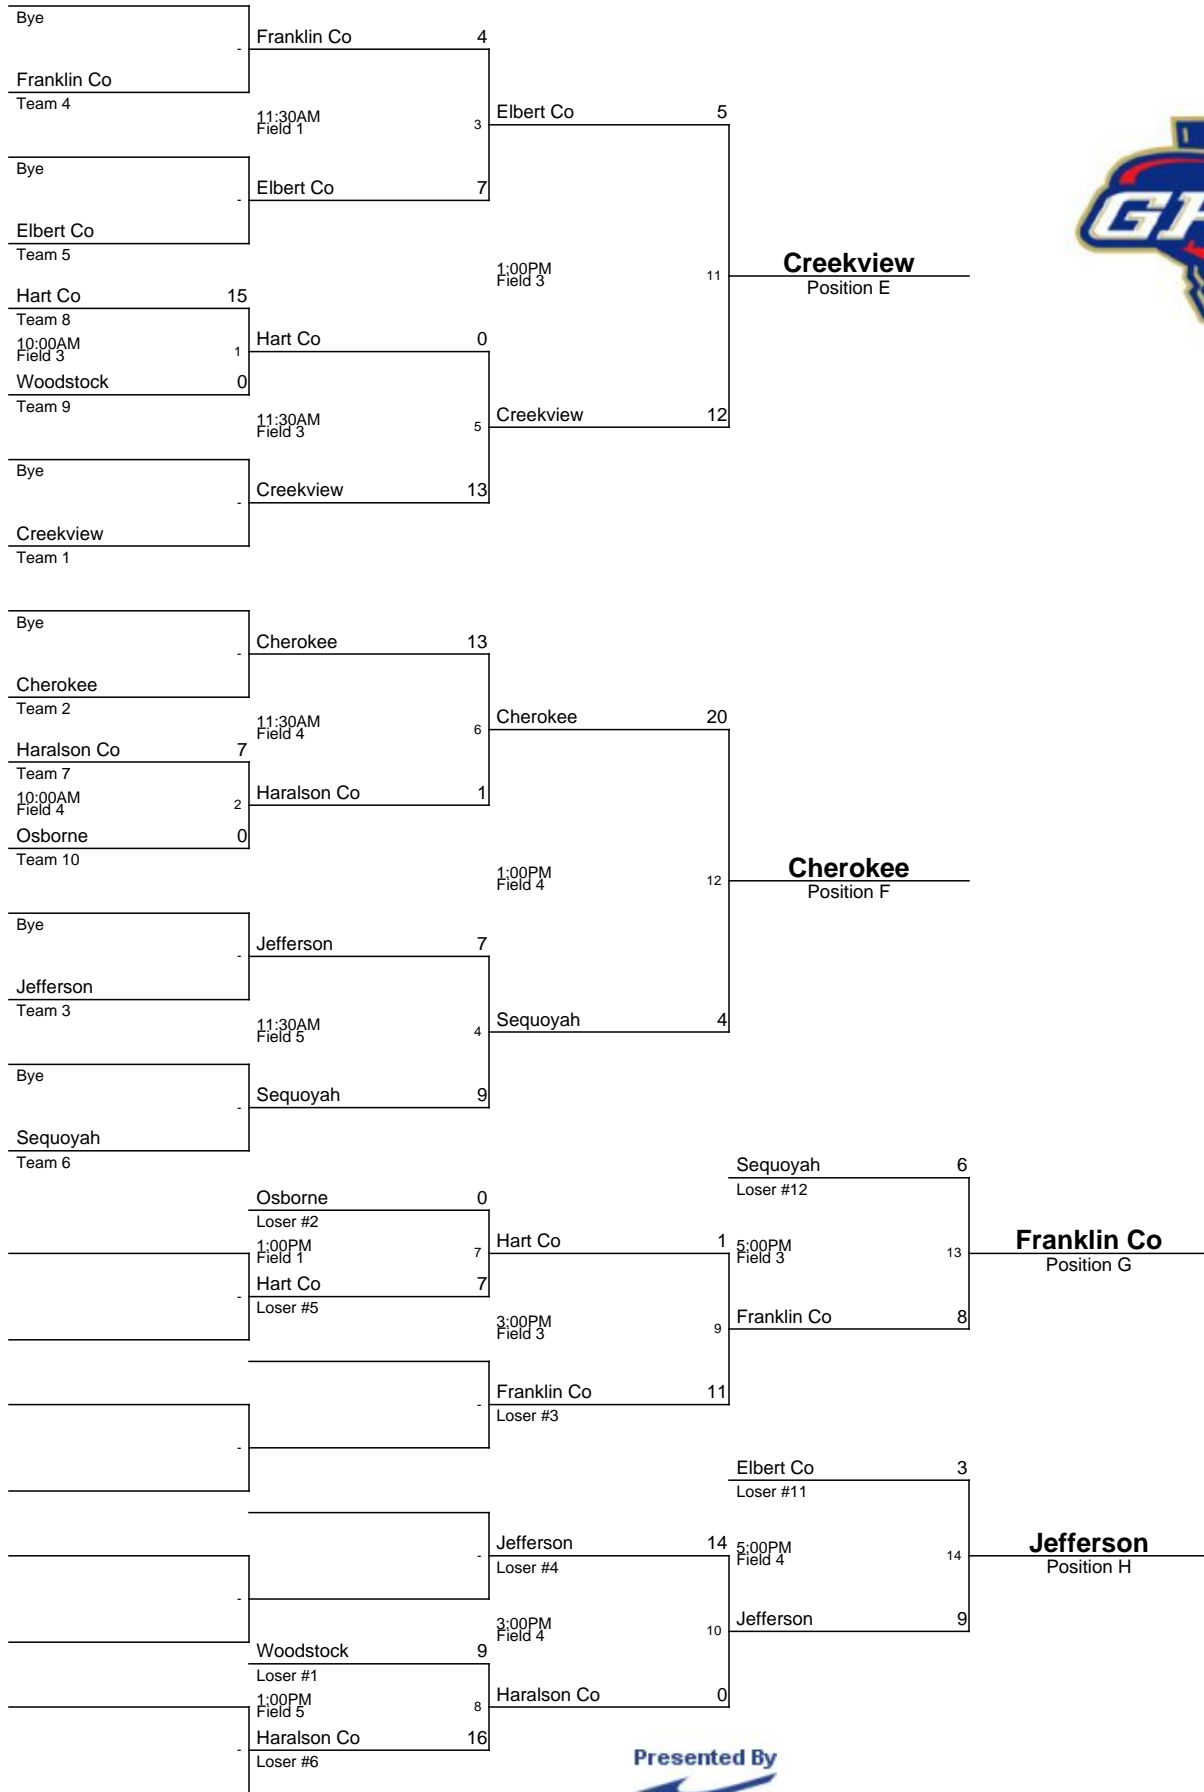 Bye
Franklin Co 4
-
Franklin Co
Team 4
11:30AM
Field 1
3
Elbert Co 5
Bye
Elbert Co 7
-
Elbert Co
Team 5
1:00PM
Field 3
11
Creekview
Position E
Hart Co 15
Team 8
10:00AM
Field 3
1
Hart Co 0
Woodstock 0
Team 9
11:30AM
Field 3
5
Creekview 12
Bye
Creekview 13
-
Creekview
Team 1
Bye
Cherokee 13
-
Cherokee
Team 2
11:30AM
Field 4
6
Cherokee 20
Haralson Co 7
Team 7
10:00AM
Field 4
2
Haralson Co 1
Osborne 0
Team 10
1:00PM
Field 4
12
Cherokee
Position F
Bye
Jefferson 7
-
Jefferson
Team 3
11:30AM
Field 5
4
Sequoyah 4
Bye
Sequoyah 9
-
Sequoyah
Team 6
Sequoyah 6
Loser #12
Osborne 0
Loser #2
1:00PM
Field 1
7
Hart Co 1
5:00PM
Field 3
13
Franklin Co
Position G
-
Hart Co 7
Loser #5
3:00PM
Field 3
9
Franklin Co 8
-
Franklin Co 11
Loser #3
-
Elbert Co 3
Loser #11
-
Jefferson 14
Loser #4
5:00PM
Field 4
14
Jefferson
Position H
-
3:00PM
Field 4
10
Jefferson 9
Woodstock 9
Loser #1
1:00PM
Field 5
8
Haralson Co 0
-
Haralson Co 16
Loser #6
Presented By